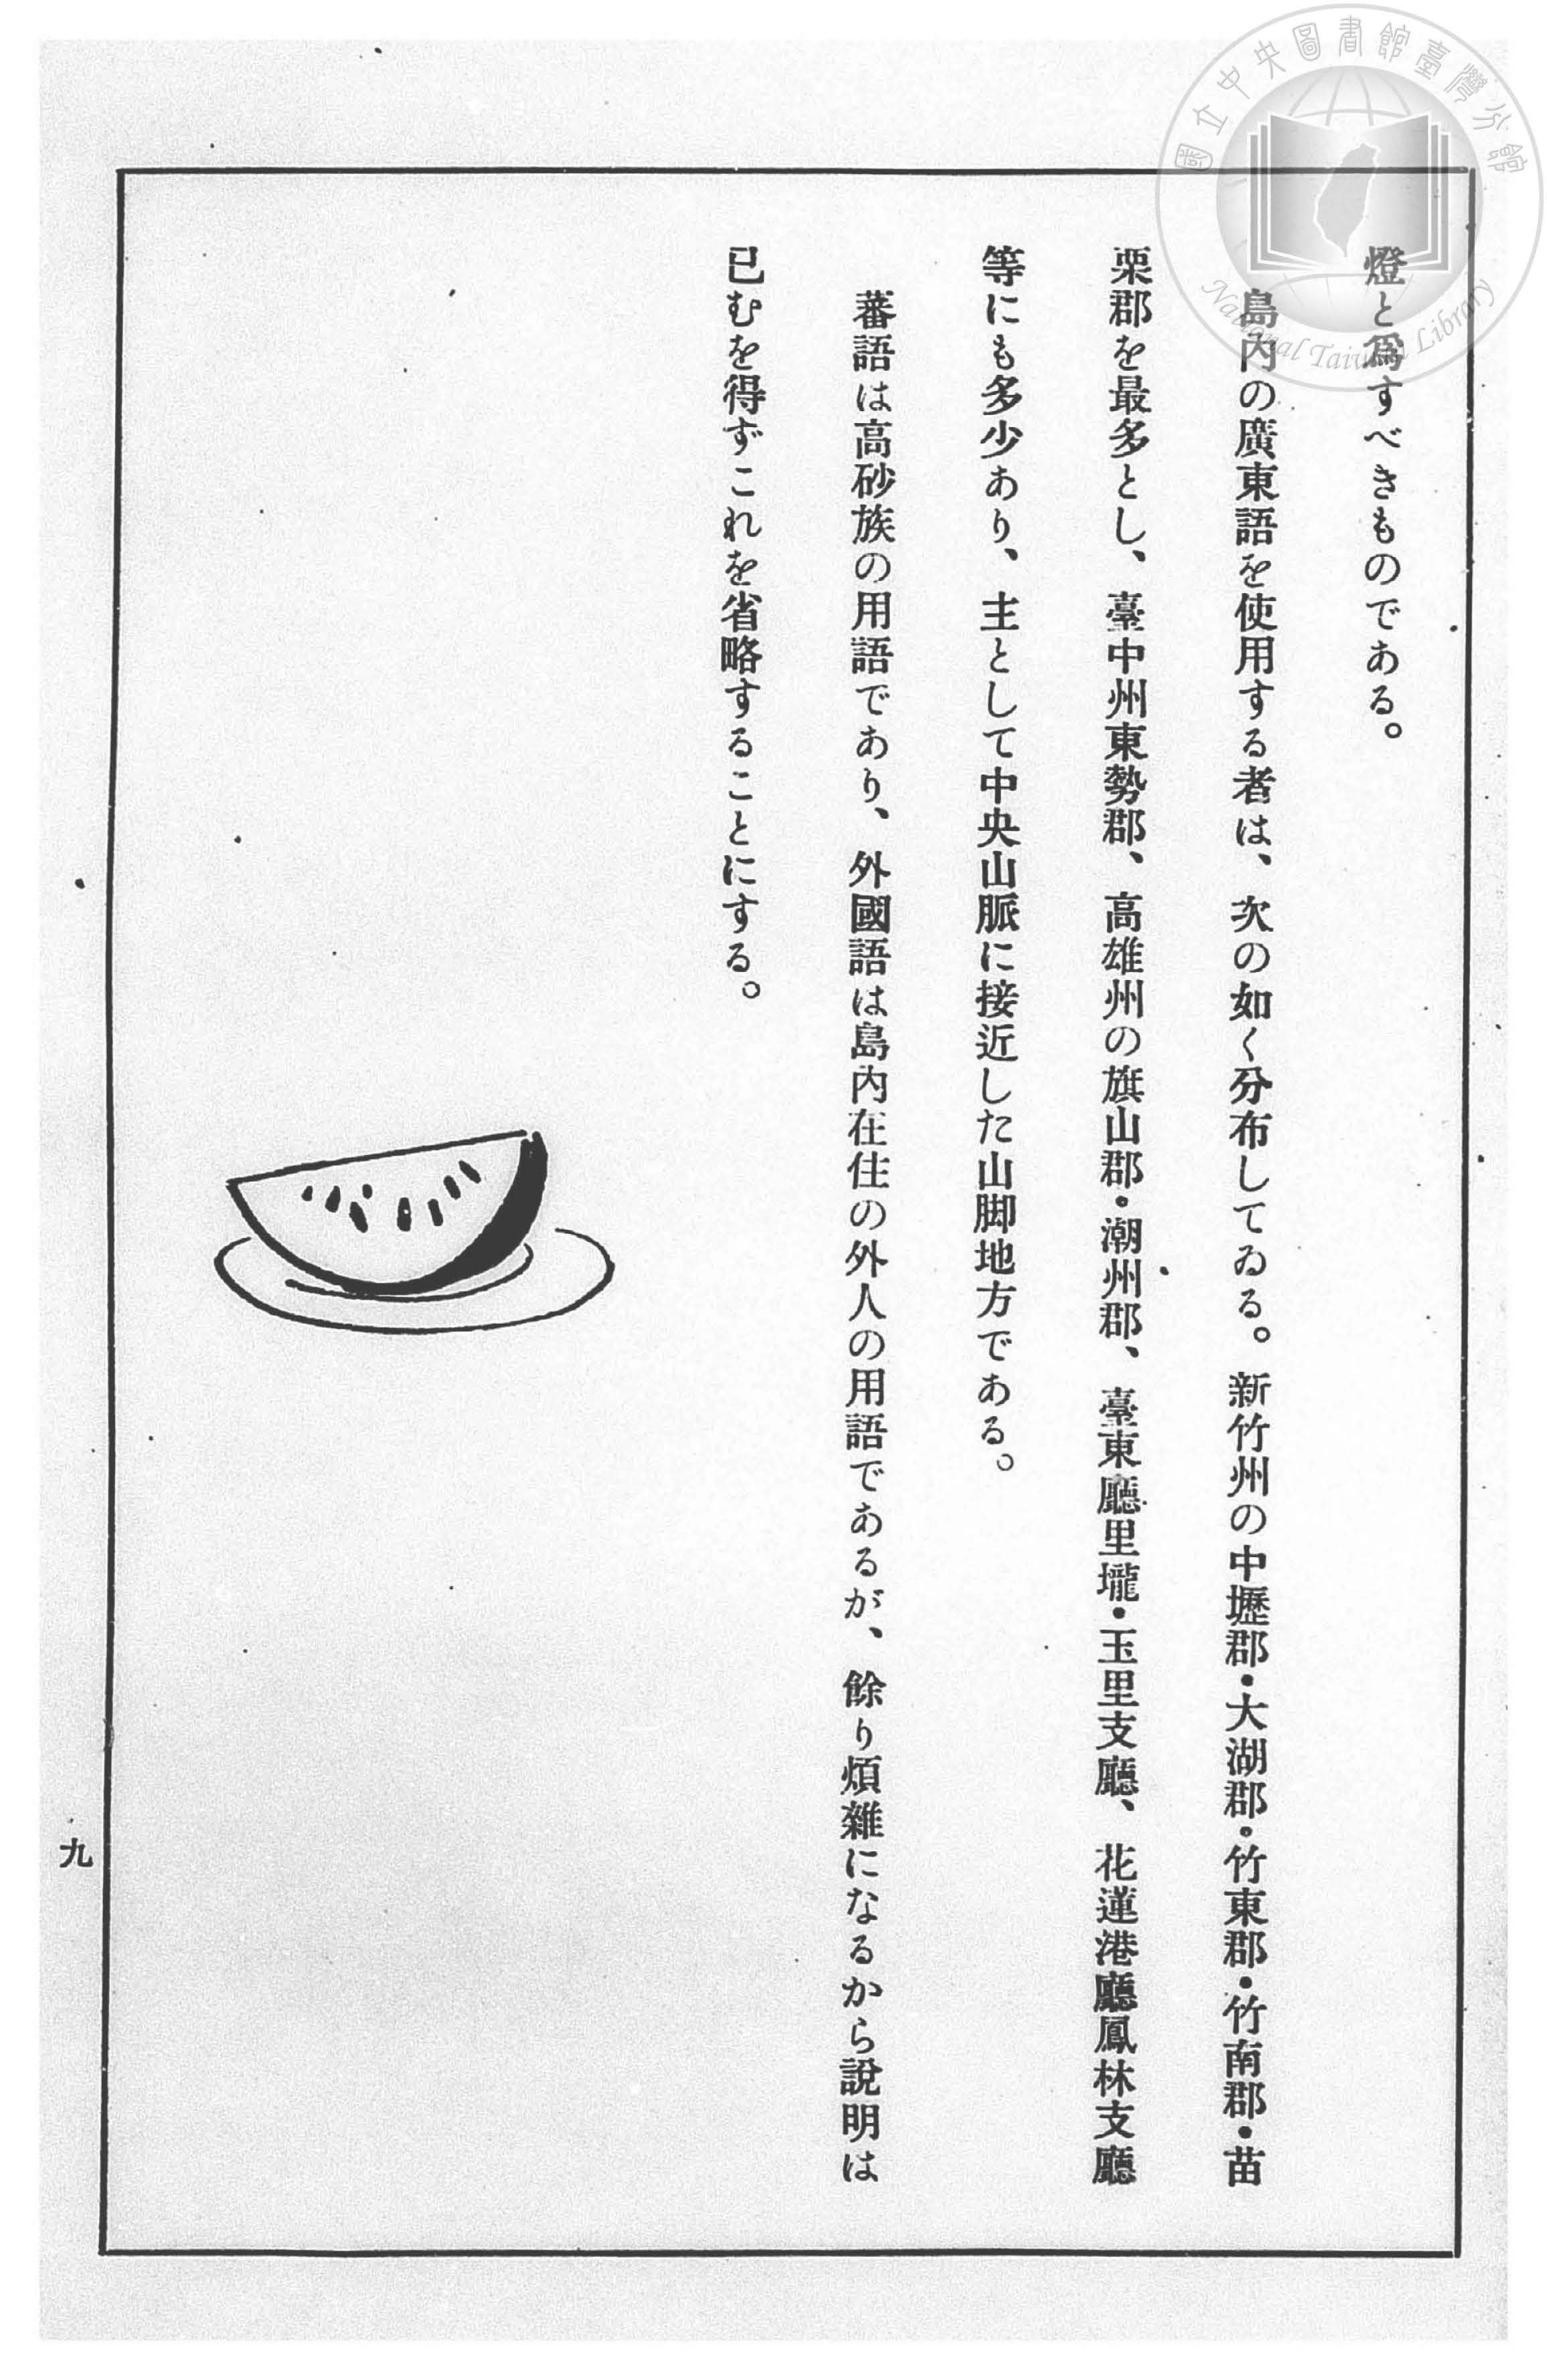 燈と爲すべきものである。
島內の廣東語を使用する者は、次の如く分布してゐる。新竹州の中壢郡・大湖郡・竹東郡・竹南郡・苗
栗郡を最多とし、臺中州東勢郡、高雄州の旗山郡・潮州郡、臺東廳里壠・玉里支廳、花蓮港廳鳳林支廳
等にも多少あり、主として中央山脈に接近した山脚地方である。
蕃語は高砂族の用語であり、外國語は島內在住の外人の用語であるが、餘り煩雜になるから說明は
已むを得ずこれを省略することにする。
九
國立中央圖書館臺灣分館
National Taiwan Library